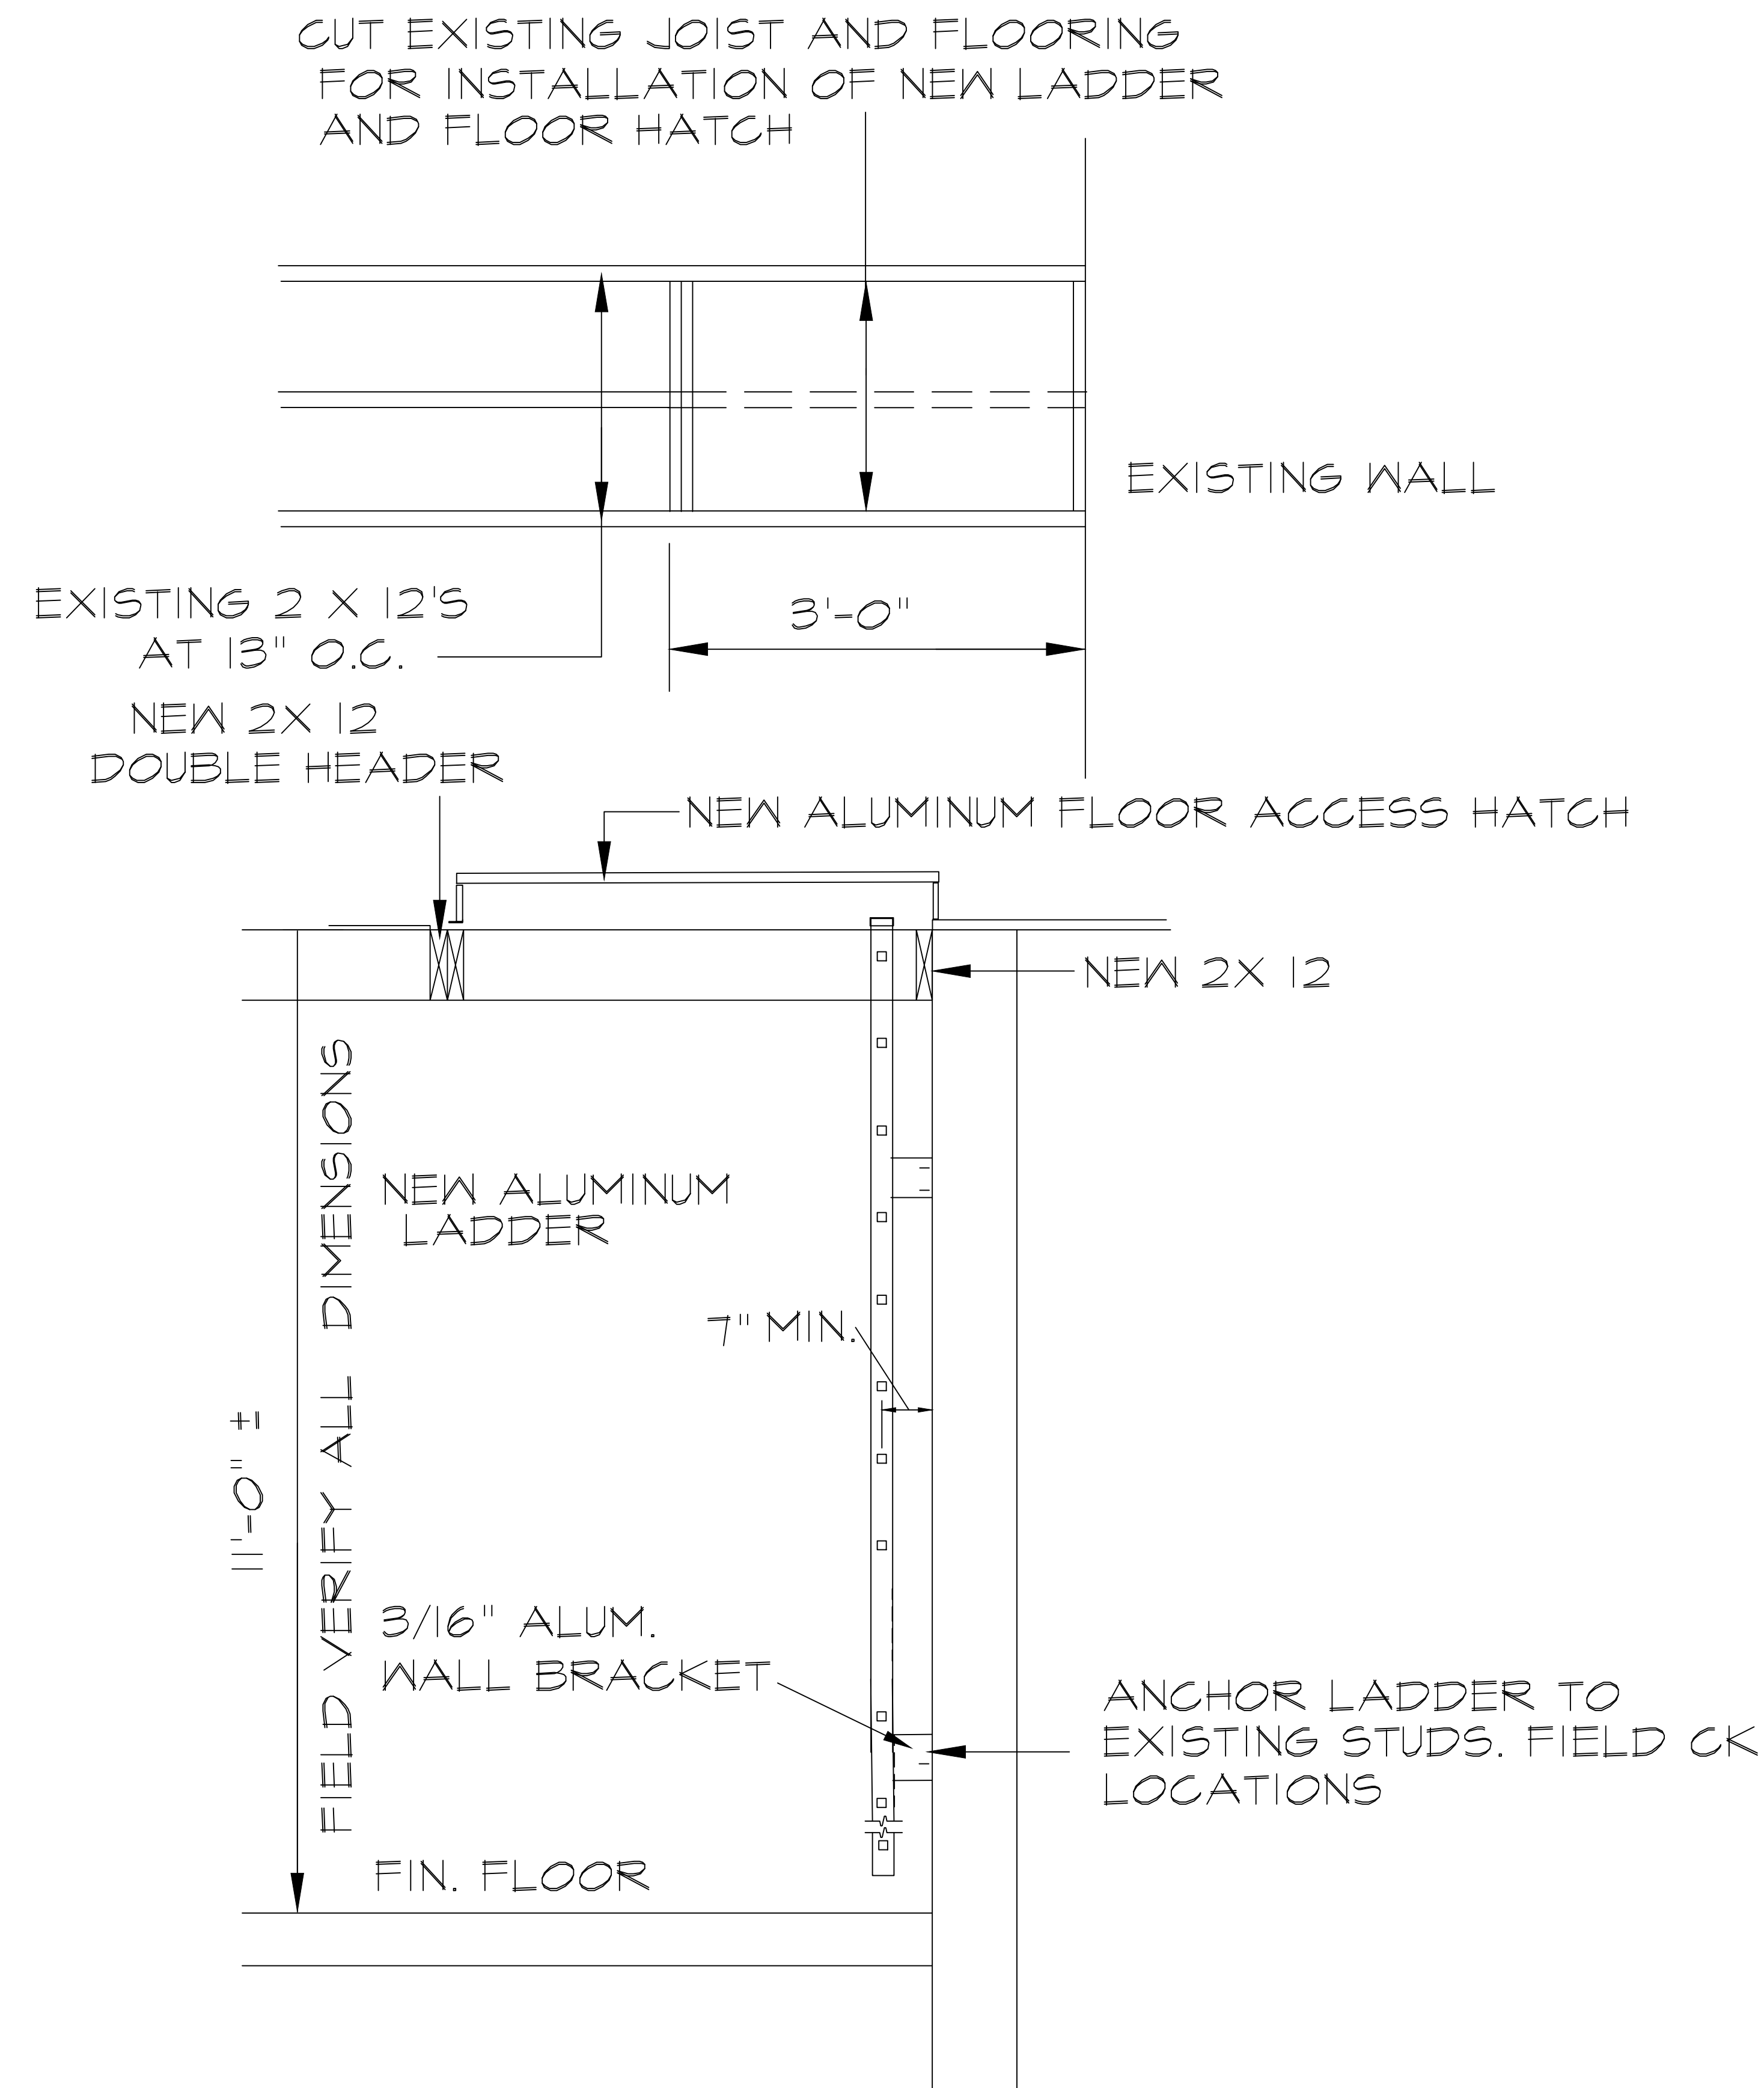 CUT EXISTING JOIST AND FLOORING
FOR INSTALLATION OF NEW LADDER
AND FLOOR HATCH
EXISTING WALL
EXISTING 2 X 12'S
AT 13" O.C.
3'-0"
NEW 2X 12
DOUBLE HEADER
NEW ALUMINUM FLOOR ACCESS HATCH
NEW 2X 12
FIELD VERIFY ALL DIMENSIONS
11'-0" ±
NEW ALUMINUM
LADDER
7" MIN.
3/16" ALUM.
WALL BRACKET
ANCHOR LADDER TO
EXISTING STUDS. FIELD CK
LOCATIONS
FIN. FLOOR